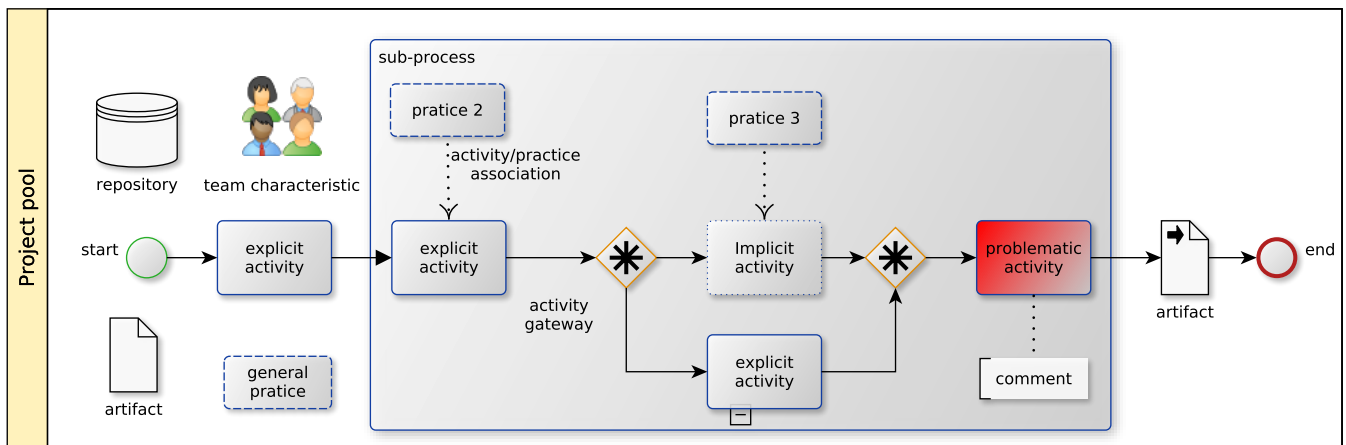 Project pool
sub-process
pratice 2
pratice 3
activity/practice
association
repository
team characteristic
start
explicit
activity
explicit
activity
Implicit
activity
problematic
activity
end
activity
gateway
artifact
explicit
activity
general
pratice
comment
artifact